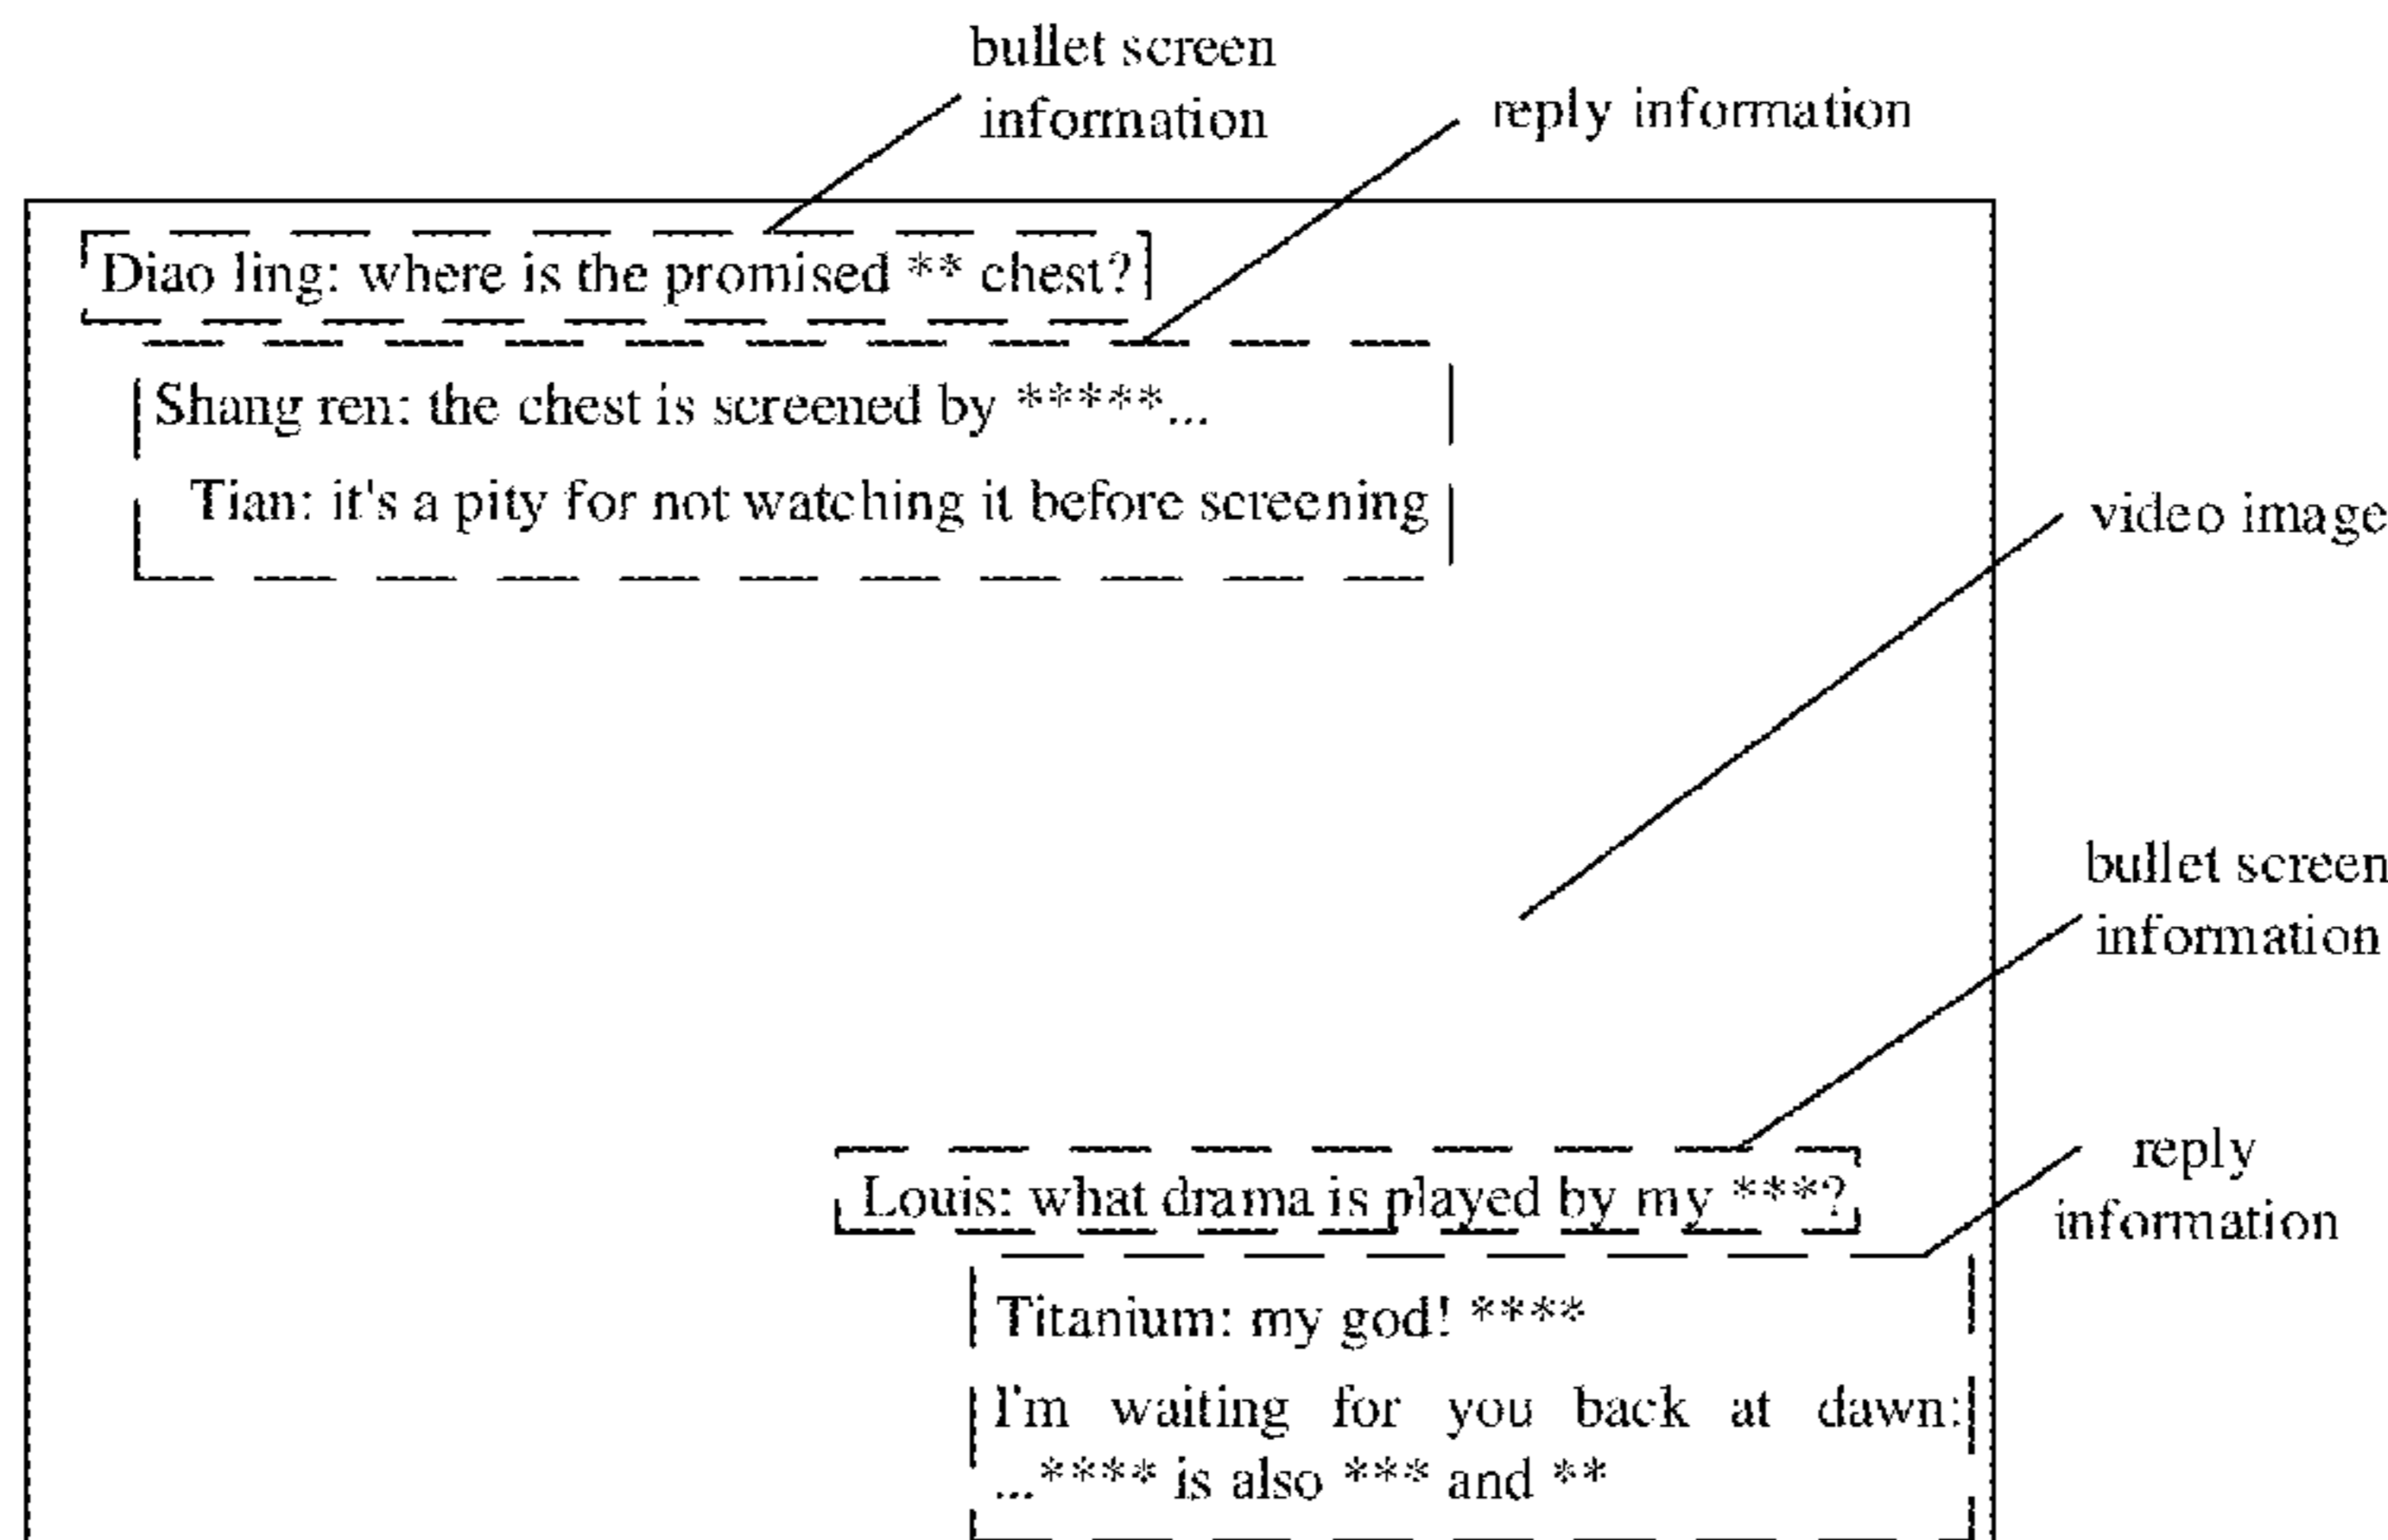 bullet screen
information
reply information
Diao ling: where is the promised ** chest?
Shang ren: the chest is screened by *****...
Tian: it's a pity for not watching it before screening
video image
bullet screen
information
reply
information
Louis: what drama is played by my ***?
Titanium: my god! ****
I'm waiting for you back at dawn:
...**** is also *** and **